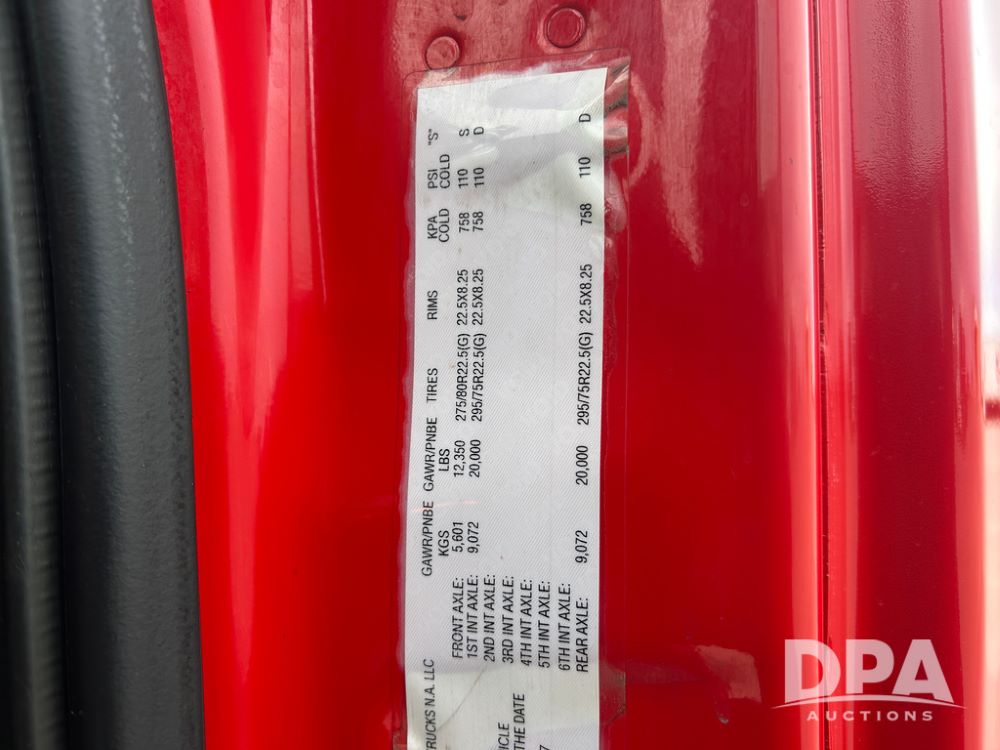 GAWR/PNBE GAWR/PNBE TIRES RIMS KPA PSI "S"
KGS LBS COLD COLD
TRUCKS N.A. LLC FRONT AXLE: 5,601 12,350 275/80R22.5(G) 22.5X8.25 758 110 S
1ST INT AXLE: 9,072 20,000 295/75R22.5(G) 22.5X8.25 758 110 D
2ND INT AXLE:
3RD INT AXLE:
4TH INT AXLE:
5TH INT AXLE:
6TH INT AXLE:
REAR AXLE: 9,072 20,000 295/75R22.5(G) 22.5X8.25 758 110 D
THE DATE
DPA
AUCTIONS